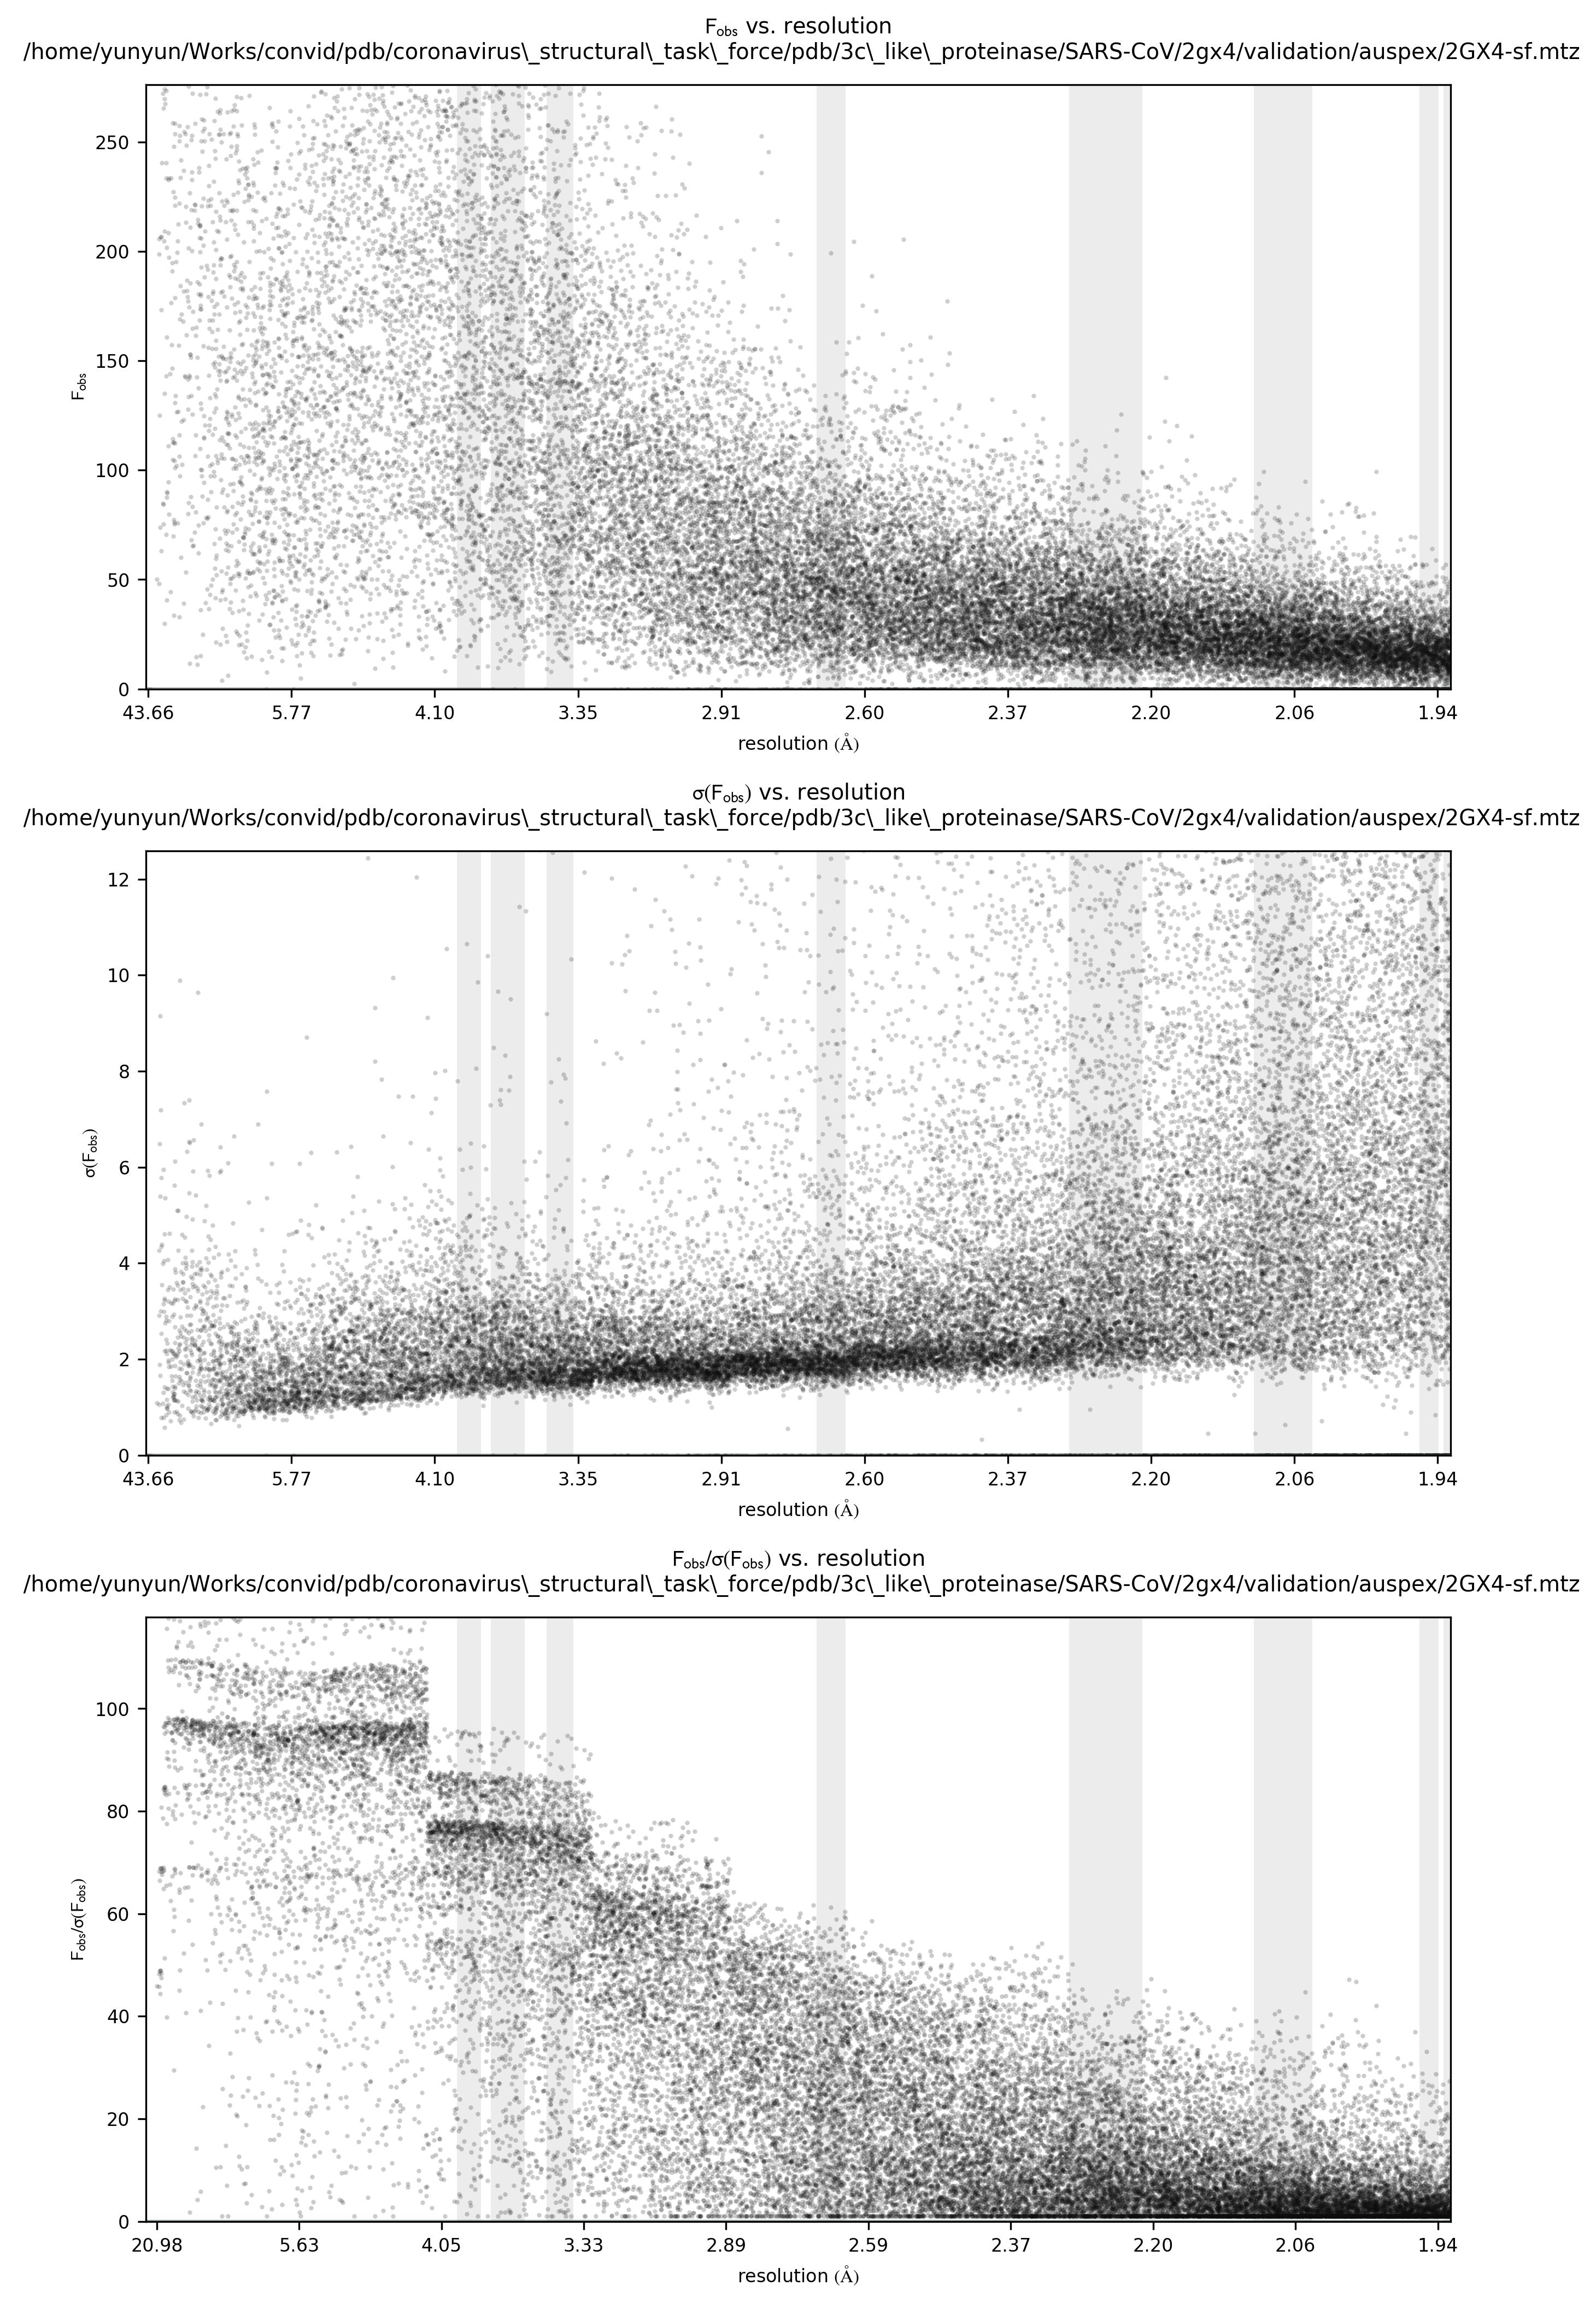 Fobs vs. resolution
/home/yunyun/Works/convid/pdb/coronavirus\_structural\_task\_force/pdb/3c\_like\_proteinase/SARS-CoV/2gx4/validation/auspex/2GX4-sf.mtz
250
200
150
100
50
0
Fobs
43.66 5.77 4.10 3.35 2.91 2.60 2.37 2.20 2.06 1.94
resolution (Å)
σ(Fobs) vs. resolution
/home/yunyun/Works/convid/pdb/coronavirus\_structural\_task\_force/pdb/3c\_like\_proteinase/SARS-CoV/2gx4/validation/auspex/2GX4-sf.mtz
12
10
8
6
4
2
0
σ(Fobs)
43.66 5.77 4.10 3.35 2.91 2.60 2.37 2.20 2.06 1.94
resolution (Å)
Fobs/σ(Fobs) vs. resolution
/home/yunyun/Works/convid/pdb/coronavirus\_structural\_task\_force/pdb/3c\_like\_proteinase/SARS-CoV/2gx4/validation/auspex/2GX4-sf.mtz
100
80
60
40
20
0
Fobs/σ(Fobs)
20.98 5.63 4.05 3.33 2.89 2.59 2.37 2.20 2.06 1.94
resolution (Å)